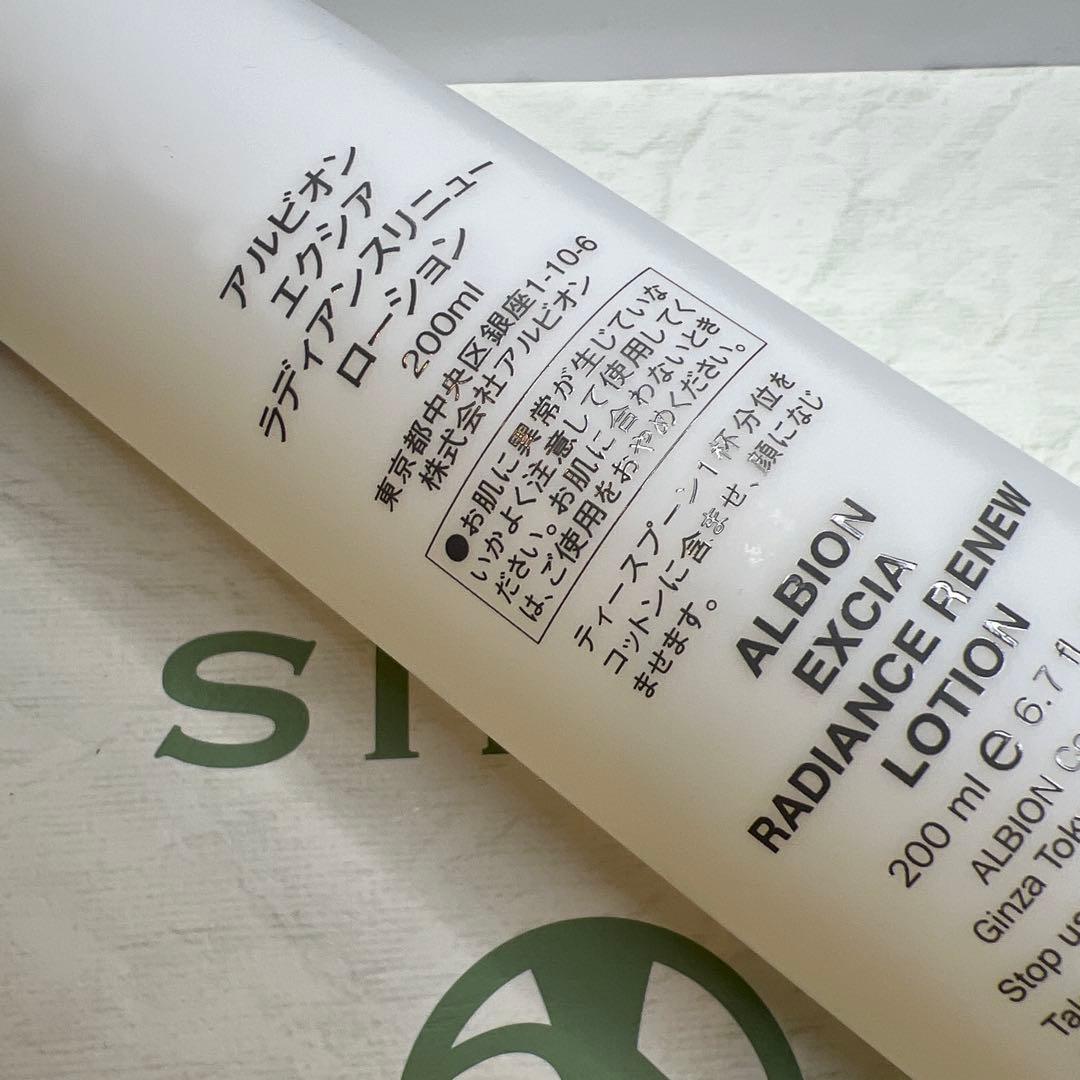 アルビオン
エクシア
ラディアンスリニュー
ローション
200ml
東京都中央区銀座1-10-6
株式会社アルビオン
●お肌に異常が生じていな
いかよく注意して使用してく
ださい。お肌に合わないとき
は、ご使用をおやめください。
ティースプーン1杯分位を
コットンに含ませ、顔になじ
ませます。
ALBION
EXCIA
RADIANCE RENEW
LOTION
200 ml e 6.7 fl
ALBION Co
Ginza Toky
Stop us